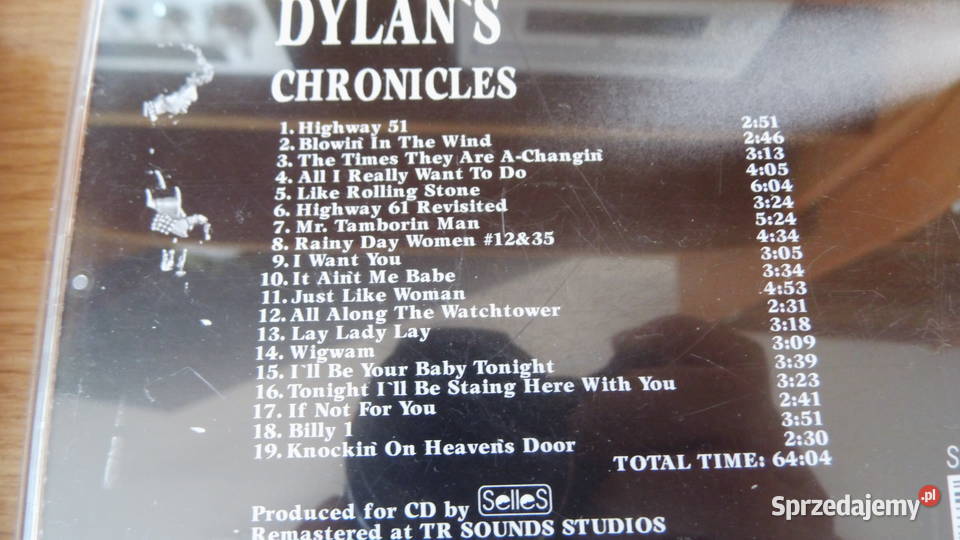 DYLAN`S
CHRONICLES
1. Highway 51 2:51
2. Blowin` In The Wind 2:46
3. The Times They Are A-Changin` 3:13
4. All I Really Want To Do 4:05
5. Like Rolling Stone 6:04
6. Highway 61 Revisited 3:24
7. Mr. Tamborin Man 5:24
8. Rainy Day Women #12&35 4:34
9. I Want You 3:05
10. It Ain`t Me Babe 3:34
11. Just Like Woman 4:53
12. All Along The Watchtower 2:31
13. Lay Lady Lay 3:18
14. Wigwam 3:09
15. I`ll Be Your Baby Tonight 3:39
16. Tonight I`ll Be Staing Here With You 3:23
17. If Not For You 2:41
18. Billy 1 3:51
19. Knockin` On Heaven`s Door 2:30
TOTAL TIME: 64:04
Produced for CD by SelleS
Remastered at TR SOUNDS STUDIOS
S
Sprzedajemy.pl